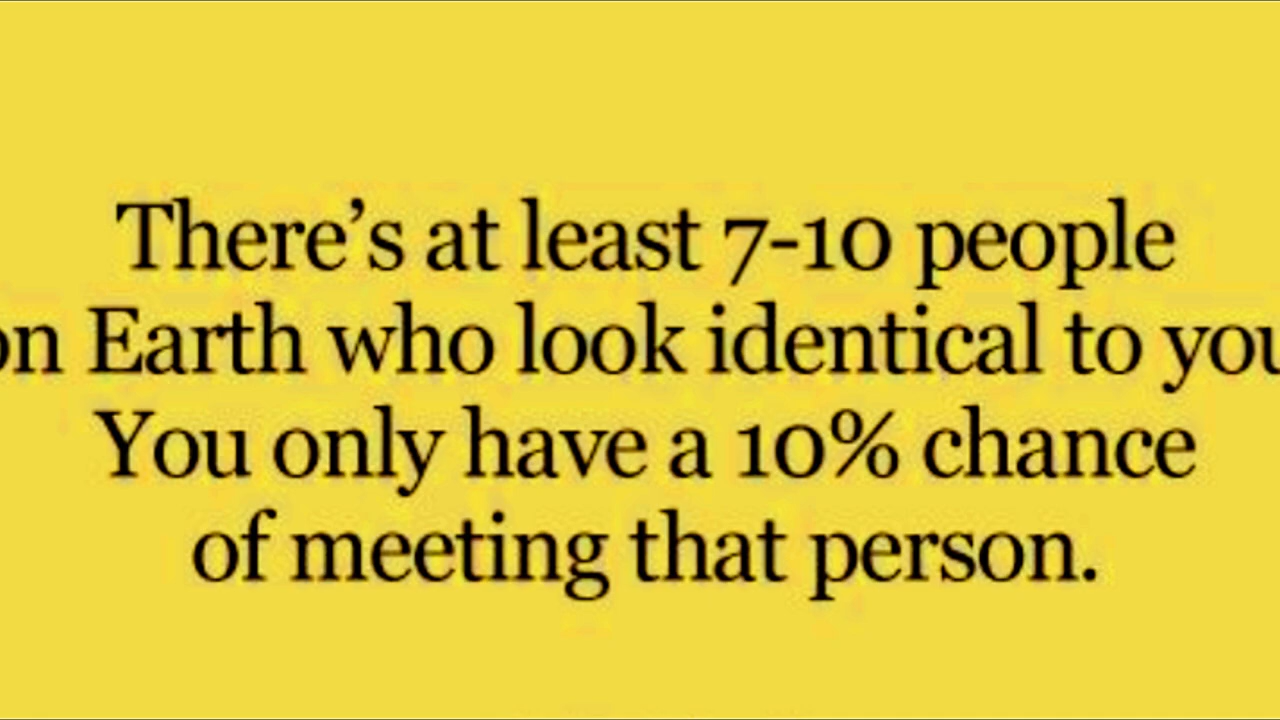 There’s at least 7-10 people
on Earth who look identical to you
You only have a 10% chance
of meeting that person.